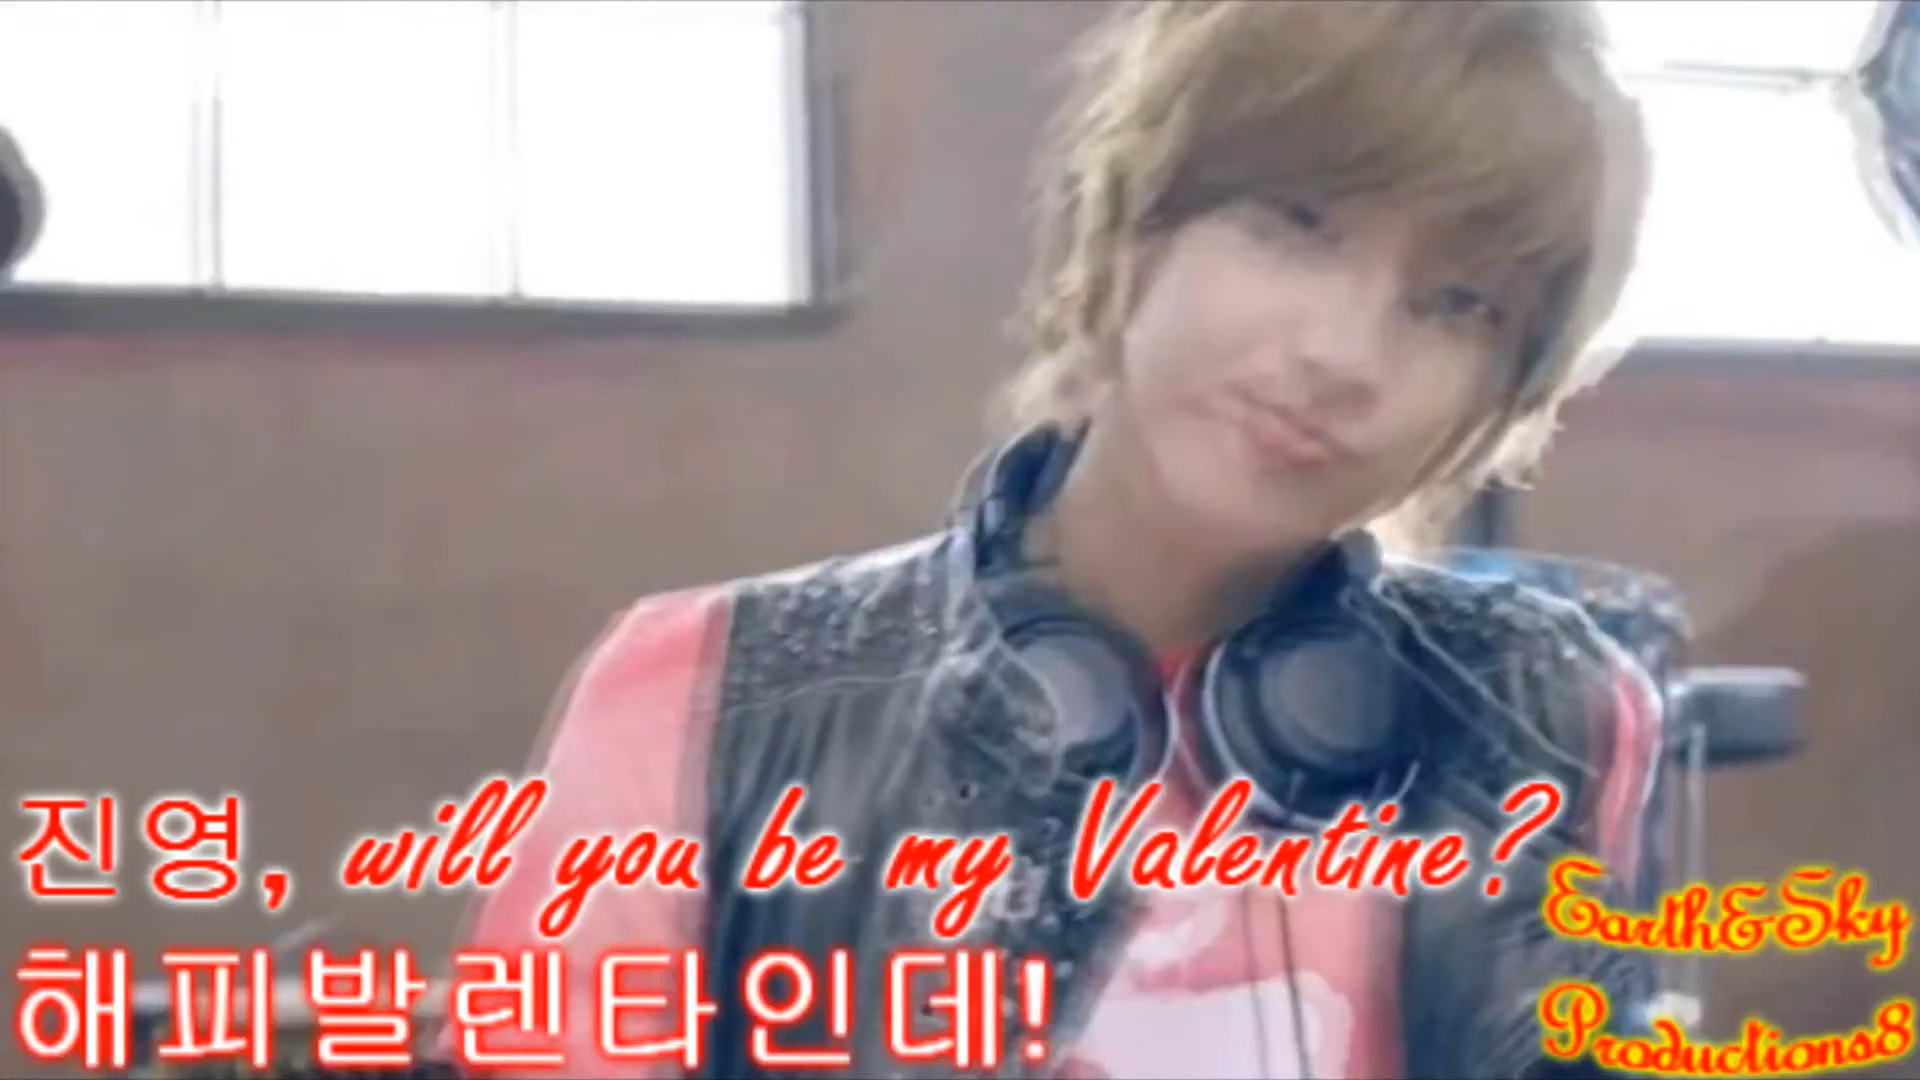 진영, will you be my Valentine?
해피발렌타인데!
Earth&Sky
Productions8